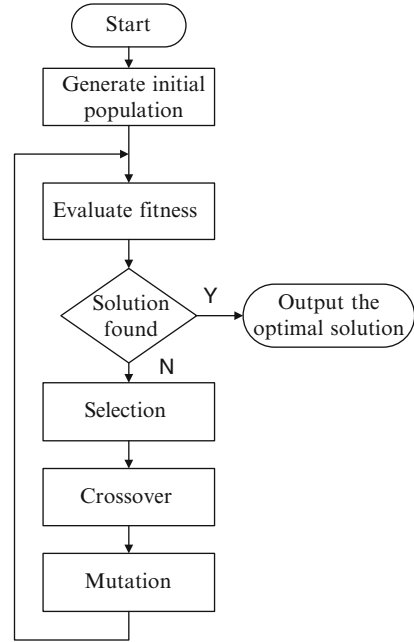 Start
Generate initial
population
Evaluate fitness
Solution
found
Y
Output the
optimal solution
N
Selection
Crossover
Mutation